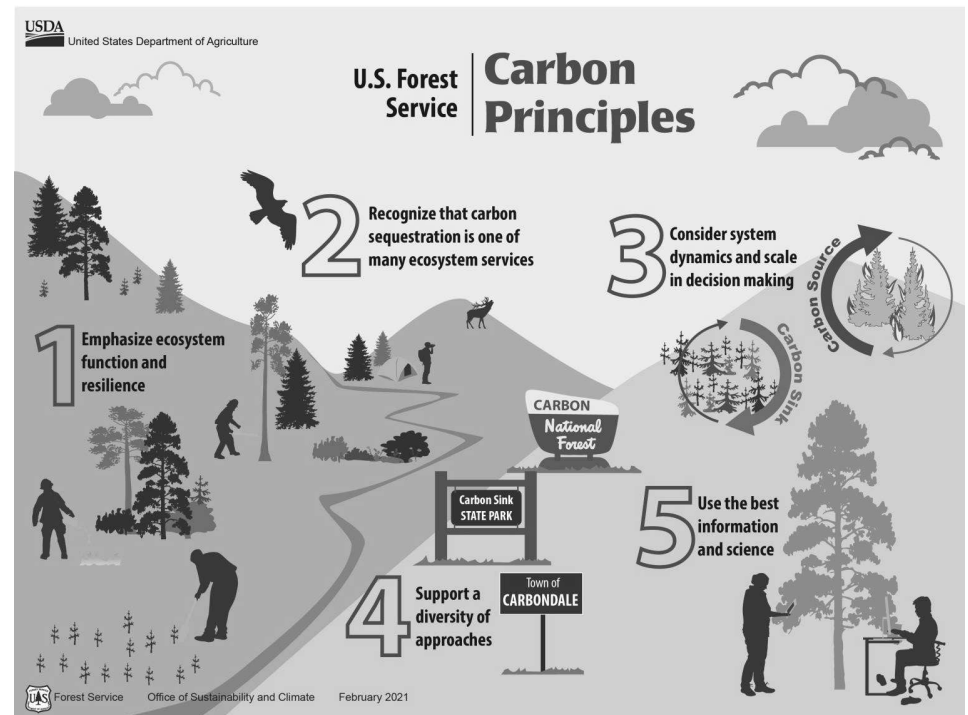 USDA
United States Department of Agriculture
U.S. Forest
Service
Carbon
Principles
1
Emphasize ecosystem
function and
resilience
2
Recognize that carbon
sequestration is one of
many ecosystem services
3
Consider system
dynamics and scale
in decision making
Carbon Source
Carbon Sink
CARBON
National
Forest
Carbon Sink
STATE PARK
4
Support a
diversity of
approaches
Town of
CARBONDALE
5
Use the best
information
and science
U S
Forest Service Office of Sustainability and Climate February 2021